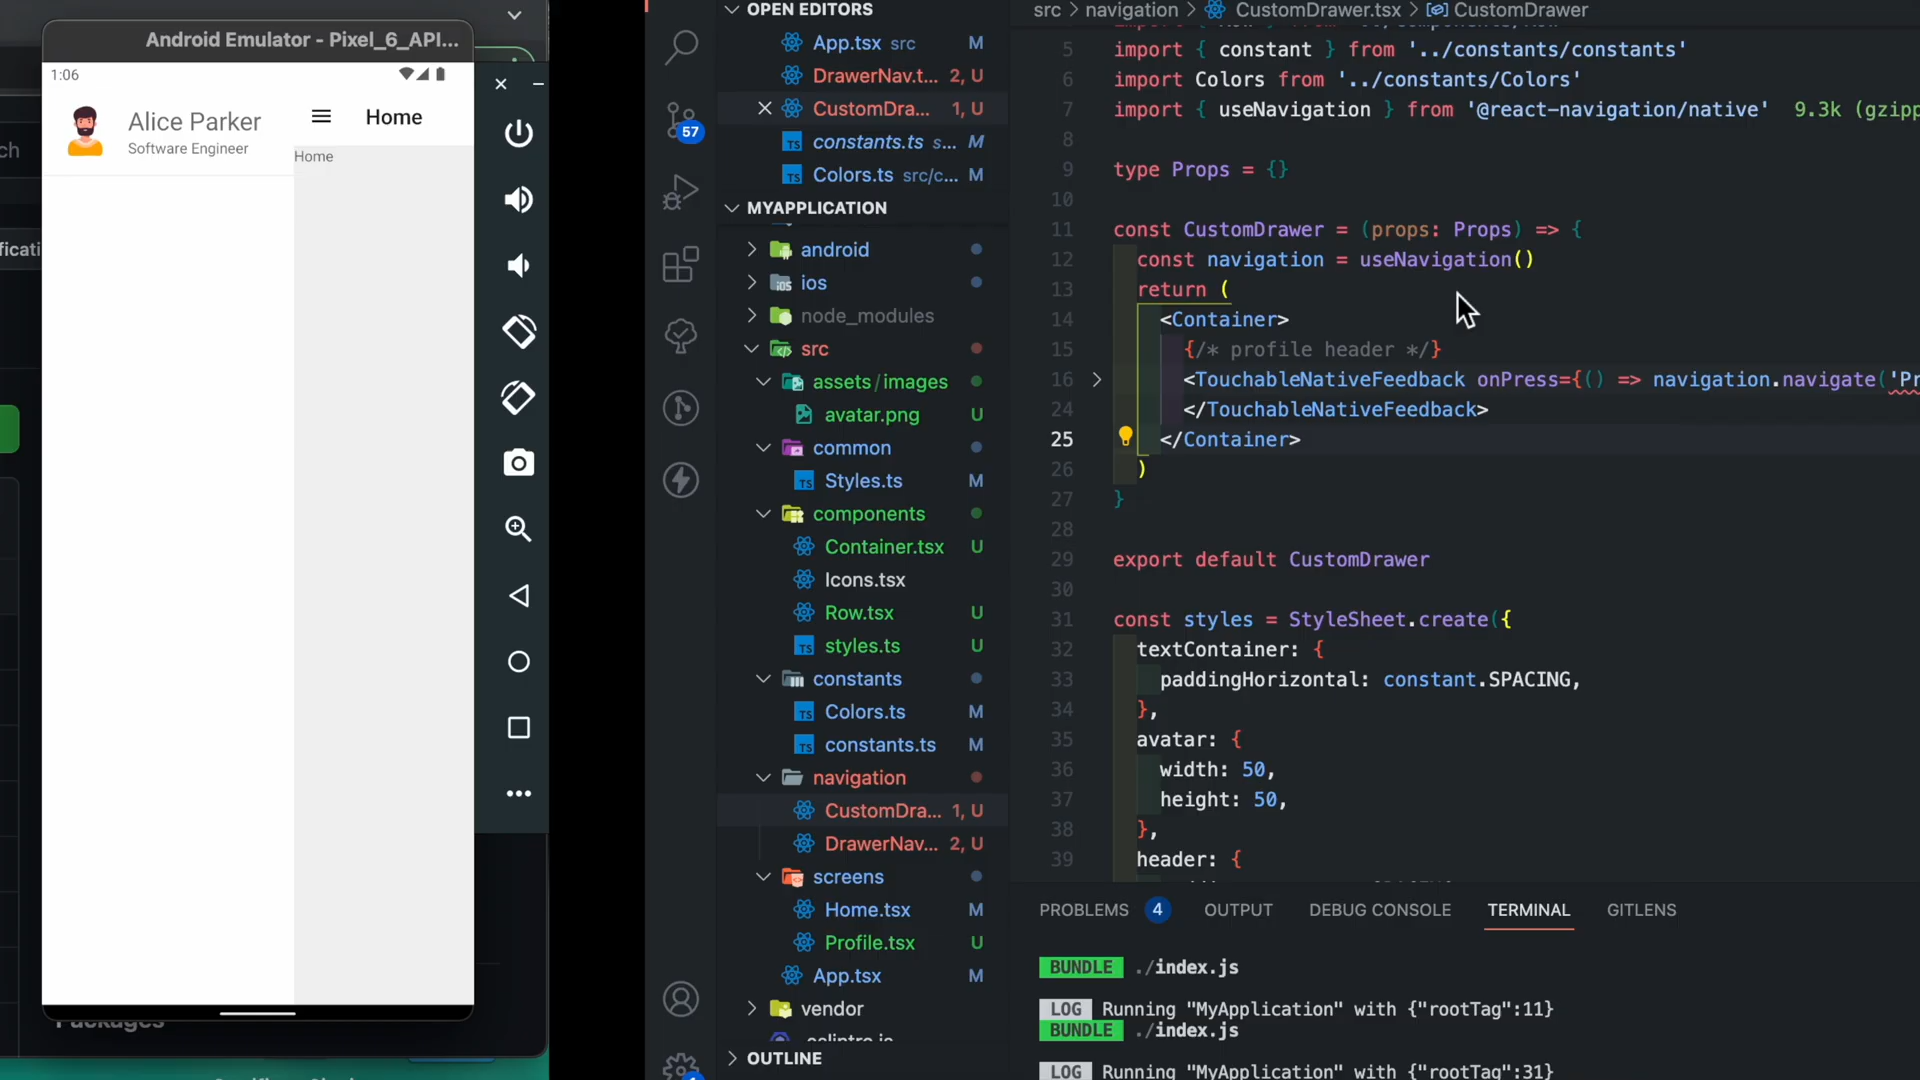 Android Emulator - Pixel_6_API...
1:06
Alice Parker
Software Engineer
Home
Home
OPEN EDITORS
App.tsx src M
DrawerNav.t... 2, U
CustomDra... 1, U
constants.ts s... M
Colors.ts src/c... M
MYAPPLICATION
android
ios
node_modules
src
assets/images
avatar.png U
common
TS Styles.ts M
components
Container.tsx U
Icons.tsx
Row.tsx U
TS styles.ts U
constants
TS Colors.ts M
TS constants.ts M
navigation
CustomDra... 1, U
DrawerNav... 2, U
screens
Home.tsx M
Profile.tsx U
App.tsx M
vendor
OUTLINE
57
src > navigation > CustomDrawer.tsx > CustomDrawer
5 import { constant } from '../constants/constants'
6 import Colors from '../constants/Colors'
7 import { useNavigation } from '@react-navigation/native' 9.3k (gzipp
8
9 type Props = {}
10
11 const CustomDrawer = (props: Props) => {
12 const navigation = useNavigation()
13 return (
14 <Container>
15 {/* profile header */}
16 <TouchableNativeFeedback onPress={() => navigation.navigate('Pr
24 </TouchableNativeFeedback>
25 </Container>
26 )
27 }
28
29 export default CustomDrawer
30
31 const styles = StyleSheet.create({
32 textContainer: {
33 paddingHorizontal: constant.SPACING,
34 },
35 avatar: {
36 width: 50,
37 height: 50,
38 },
39 header: {
PROBLEMS 4 OUTPUT DEBUG CONSOLE TERMINAL GITLENS
BUNDLE ./index.js
LOG Running "MyApplication" with {"rootTag":11}
BUNDLE ./index.js
LOG Running "MyApplication" with {"rootTag":31}